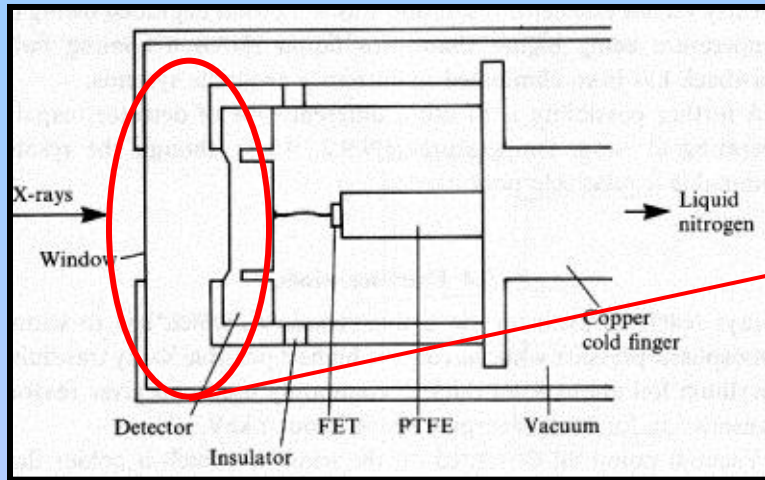 X-rays
Window
Liquid
nitrogen
Copper
cold finger
Detector
Insulator
FET
PTFE
Vacuum